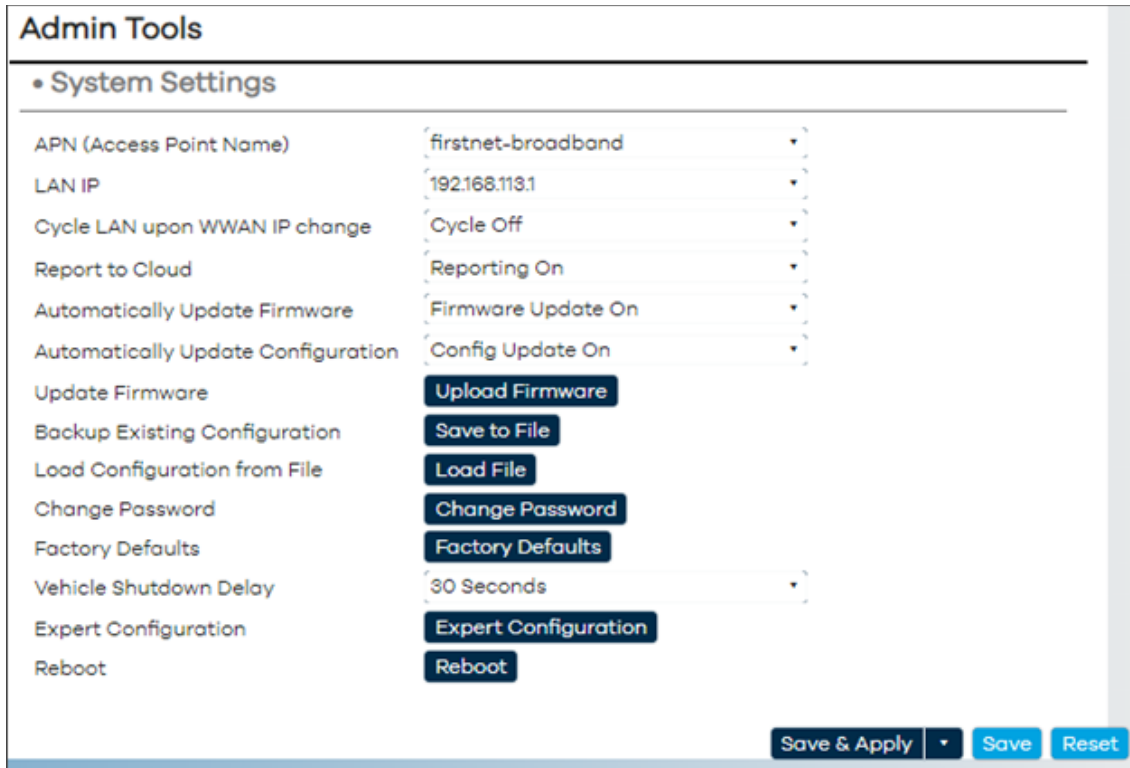 Admin Tools
• System Settings
APN (Access Point Name) firstnet-broadband
LAN IP 192.168.113.1
Cycle LAN upon WWAN IP change Cycle Off
Report to Cloud Reporting On
Automatically Update Firmware Firmware Update On
Automatically Update Configuration Config Update On
Update Firmware Upload Firmware
Backup Existing Configuration Save to File
Load Configuration from File Load File
Change Password Change Password
Factory Defaults Factory Defaults
Vehicle Shutdown Delay 30 Seconds
Expert Configuration Expert Configuration
Reboot Reboot
Save & Apply Save Reset